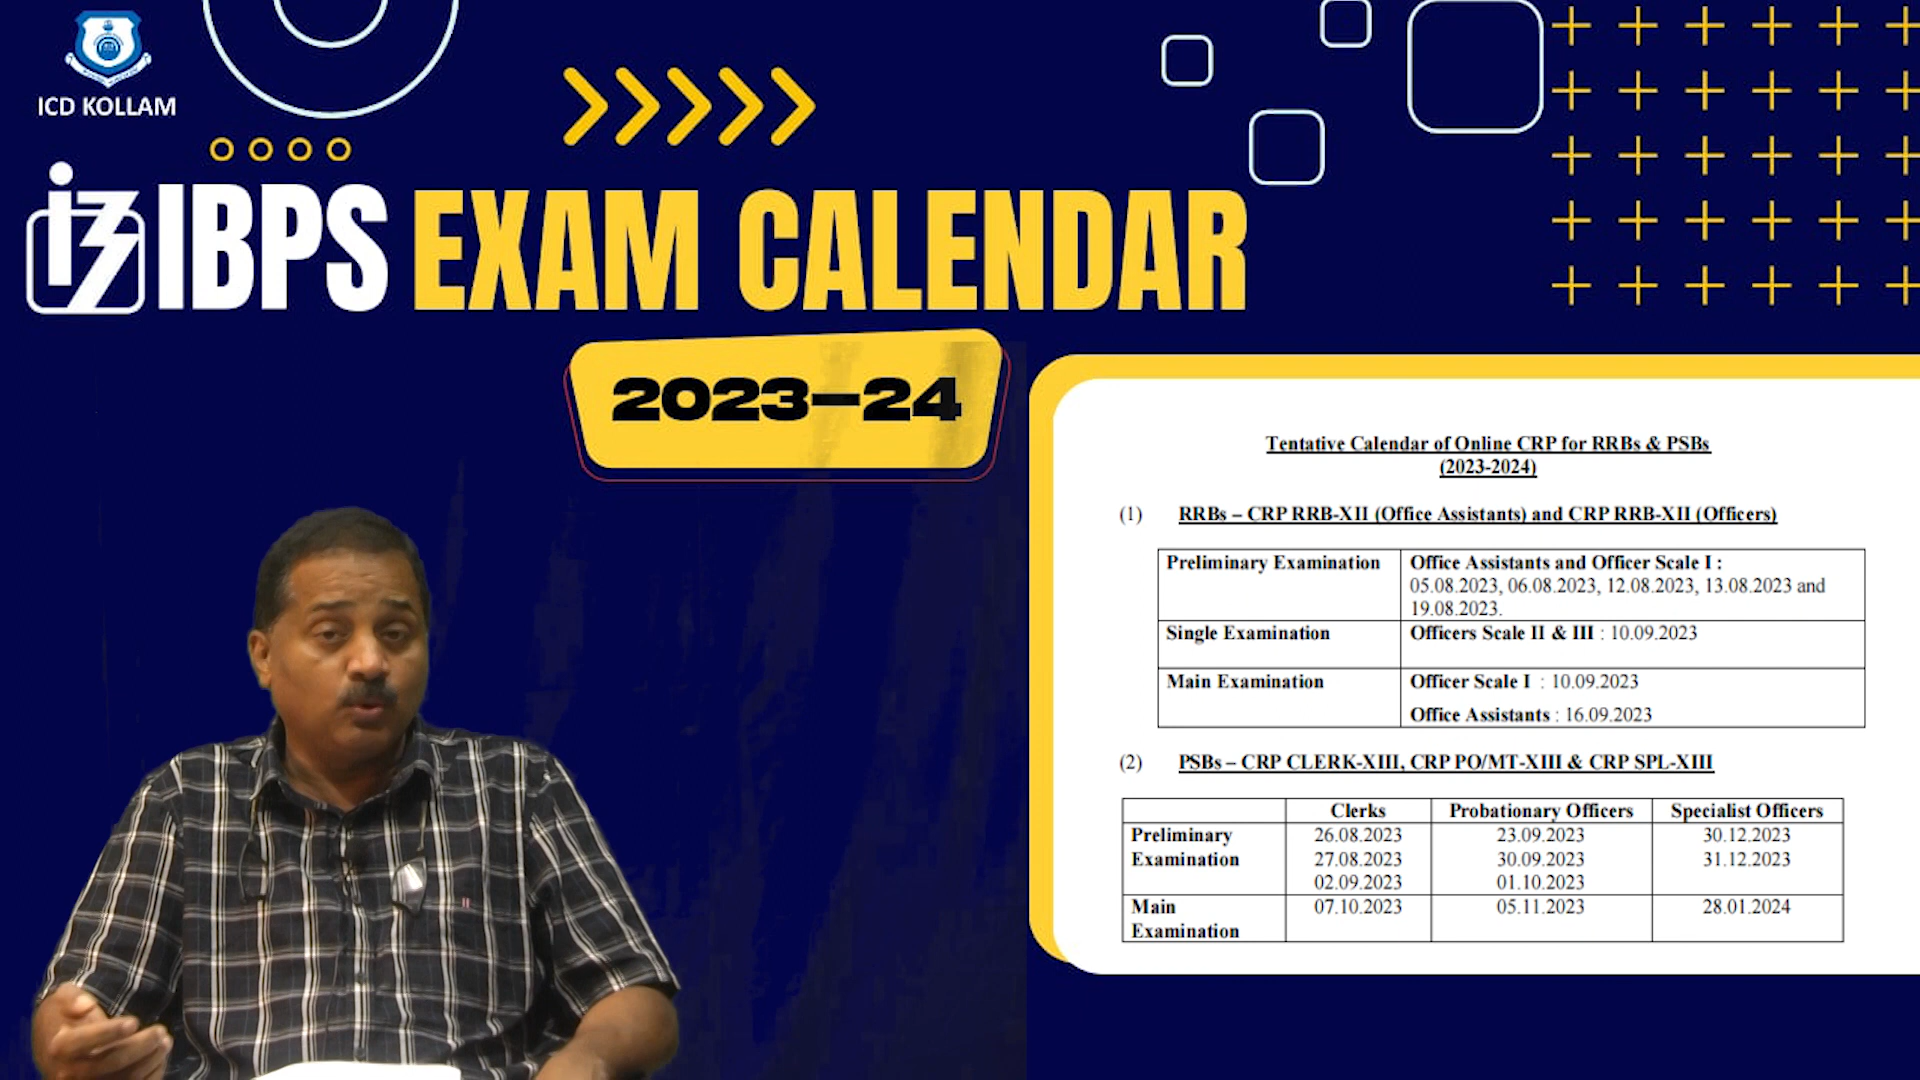 ICD KOLLAM
IBPS EXAM CALENDAR
2023-24
Tentative Calendar of Online CRP for RRBs & PSBs
(2023-2024)
(1) RRBs – CRP RRB-XII (Office Assistants) and CRP RRB-XII (Officers)
Preliminary Examination Office Assistants and Officer Scale I :
05.08.2023, 06.08.2023, 12.08.2023, 13.08.2023 and
19.08.2023.
Single Examination Officers Scale II & III : 10.09.2023
Main Examination Officer Scale I : 10.09.2023
Office Assistants : 16.09.2023
(2) PSBs – CRP CLERK-XIII, CRP PO/MT-XIII & CRP SPL-XIII
Clerks Probationary Officers Specialist Officers
Preliminary 26.08.2023 23.09.2023 30.12.2023
Examination 27.08.2023 30.09.2023 31.12.2023
02.09.2023 01.10.2023
Main 07.10.2023 05.11.2023 28.01.2024
Examination